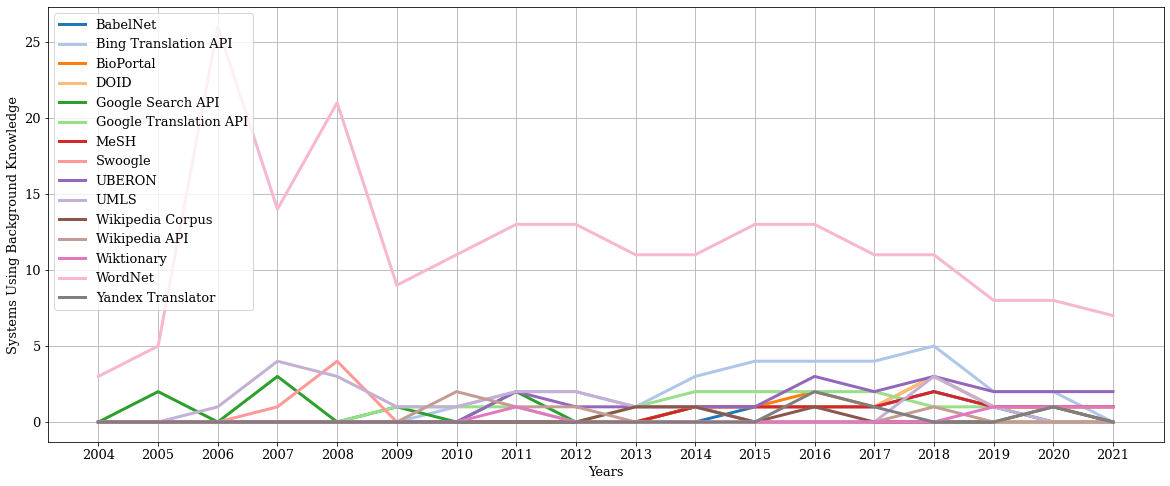 Systems Using Background Knowledge
25
20
15
10
5
0
BabelNet
Bing Translation API
BioPortal
DOID
Google Search API
Google Translation API
MeSH
Swoogle
UBERON
UMLS
Wikipedia Corpus
Wikipedia API
Wiktionary
WordNet
Yandex Translator
2004 2005 2006 2007 2008 2009 2010 2011 2012 2013 2014 2015 2016 2017 2018 2019 2020 2021
Years